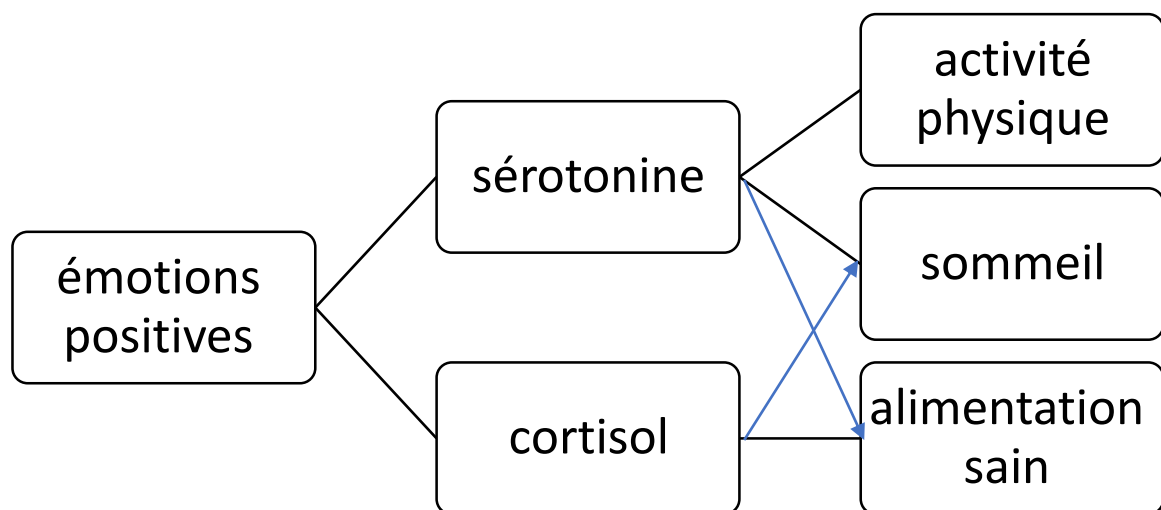 émotions
positives
sérotonine
cortisol
activité
physique
sommeil
alimentation
sain